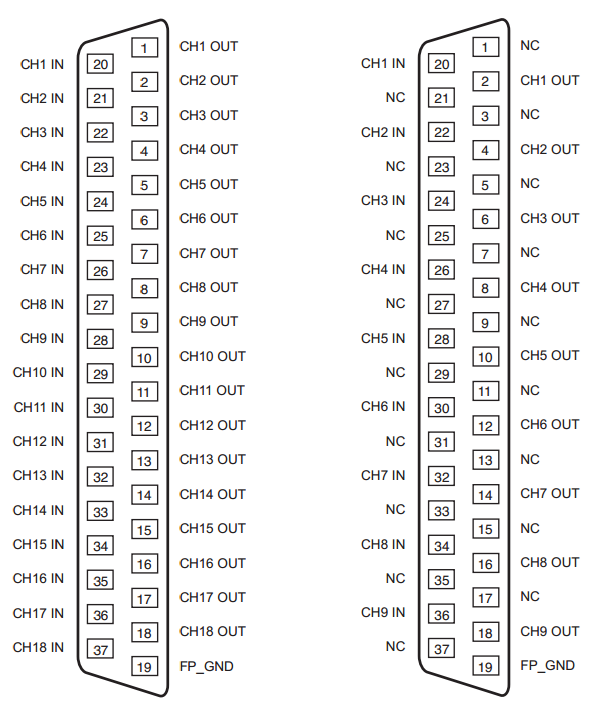 1 CH1 OUT
CH1 IN 20
2 CH2 OUT
CH2 IN 21
3 CH3 OUT
CH3 IN 22
4 CH4 OUT
CH4 IN 23
5 CH5 OUT
CH5 IN 24
6 CH6 OUT
CH6 IN 25
7 CH7 OUT
CH7 IN 26
8 CH8 OUT
CH8 IN 27
9 CH9 OUT
CH9 IN 28
10 CH10 OUT
CH10 IN 29
11 CH11 OUT
CH11 IN 30
12 CH12 OUT
CH12 IN 31
13 CH13 OUT
CH13 IN 32
14 CH14 OUT
CH14 IN 33
15 CH15 OUT
CH15 IN 34
16 CH16 OUT
CH16 IN 35
17 CH17 OUT
CH17 IN 36
18 CH18 OUT
CH18 IN 37
19 FP_GND
1 NC
CH1 IN 20
2 CH1 OUT
NC 21
3 NC
CH2 IN 22
4 CH2 OUT
NC 23
5 NC
CH3 IN 24
6 CH3 OUT
NC 25
7 NC
CH4 IN 26
8 CH4 OUT
NC 27
9 NC
CH5 IN 28
10 CH5 OUT
NC 29
11 NC
CH6 IN 30
12 CH6 OUT
NC 31
13 NC
CH7 IN 32
14 CH7 OUT
NC 33
15 NC
CH8 IN 34
16 CH8 OUT
NC 35
17 NC
CH9 IN 36
18 CH9 OUT
NC 37
19 FP_GND